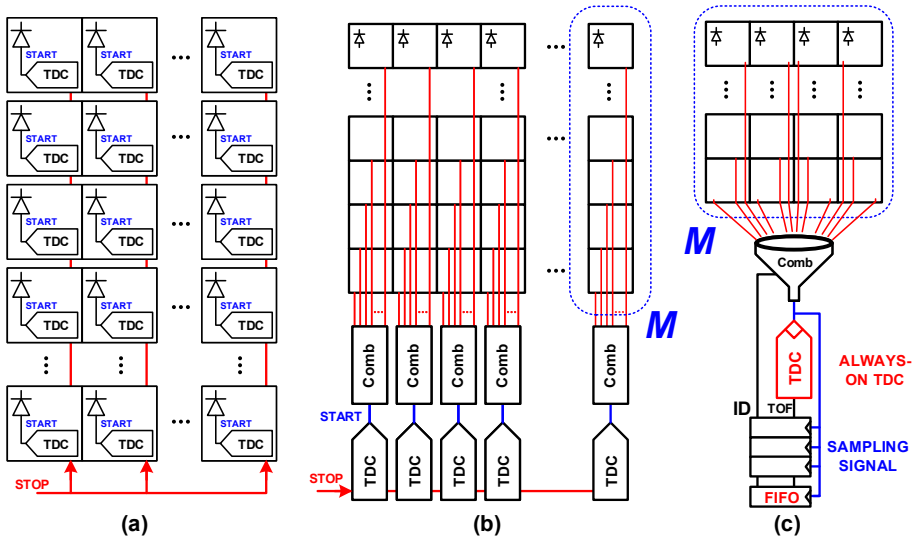 START
TDC
START
TDC
START
TDC
START
TDC
START
TDC
START
TDC
START
TDC
START
TDC
START
TDC
START
TDC
START
TDC
START
TDC
START
TDC
START
TDC
START
TDC
STOP
(a)
M
Comb
Comb
Comb
Comb
Comb
START
TDC
TDC
TDC
TDC
TDC
STOP
(b)
M
Comb
TDC
ALWAYS-
ON TDC
ID
TOF
SAMPLING
SIGNAL
FIFO
(c)